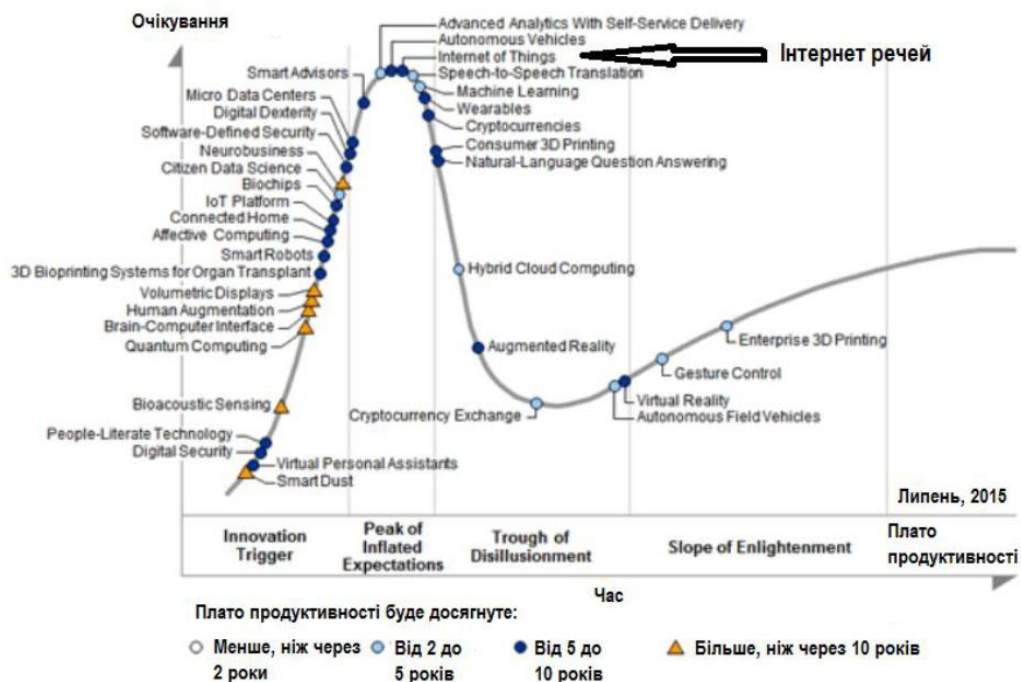 Очікування
Advanced Analytics With Self-Service Delivery
Autonomous Vehicles
Internet of Things
Інтернет речей
Speech-to-Speech Translation
Smart Advisors
Machine Learning
Micro Data Centers
Wearables
Digital Dexterity
Cryptocurrencies
Software-Defined Security
Consumer 3D Printing
Neurobusiness
Natural-Language Question Answering
Citizen Data Science
Biochips
IoT Platform
Connected Home
Affective Computing
Smart Robots
Hybrid Cloud Computing
3D Bioprinting Systems for Organ Transplant
Volumetric Displays
Human Augmentation
Brain-Computer Interface
Enterprise 3D Printing
Quantum Computing
Augmented Reality
Gesture Control
Bioacoustic Sensing
Virtual Reality
Cryptocurrency Exchange
Autonomous Field Vehicles
People-Literate Technology
Digital Security
Virtual Personal Assistants
Smart Dust
Липень, 2015
Innovation
Trigger
Peak of
Inflated
Expectations
Trough of
Disillusionment
Slope of Enlightenment
Плато
продуктивності
Час
Плато продуктивності буде досягнуте:
Менше, ніж через
2 роки
Від 2 до
5 років
Від 5 до
10 років
Більше, ніж через 10 років